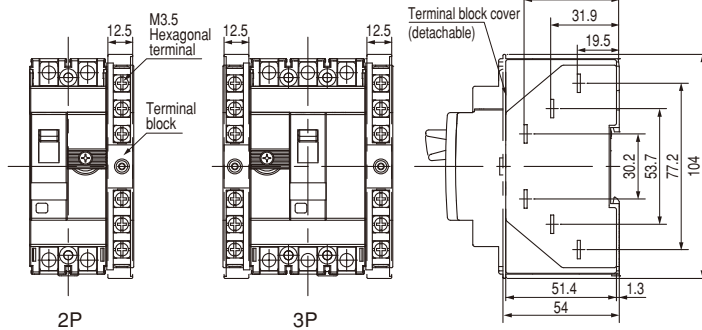 12.5
M3.5
Hexagonal
terminal
Terminal
block
2P
12.5
12.5
3P
Terminal block cover
(detachable)
31.9
19.5
30.2
53.7
77.2
104
51.4
1.3
54